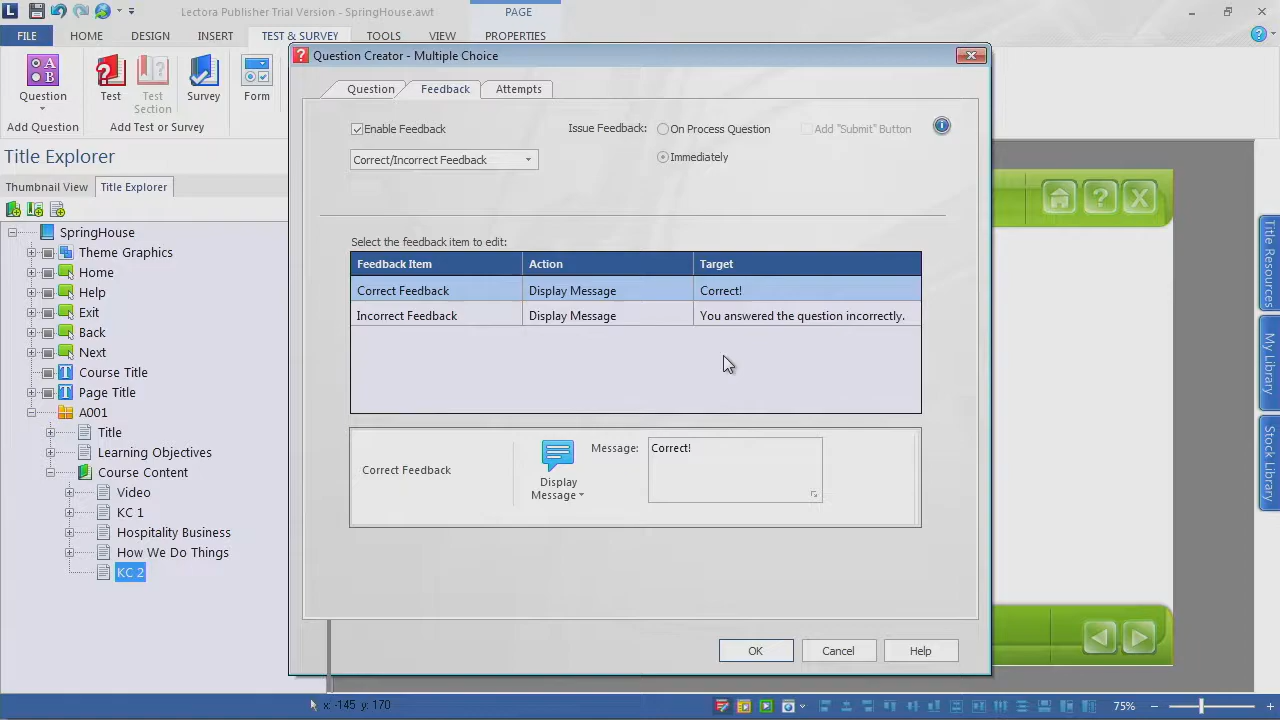 Lectora Publisher Trial Version - SpringHouse.awt
PAGE
FILE
HOME
DESIGN
INSERT
TEST & SURVEY
TOOLS
VIEW
PROPERTIES
Question
Test
Test Section
Survey
Form
Add Question
Add Test or Survey
Title Explorer
Thumbnail View
Title Explorer
SpringHouse
Theme Graphics
Home
Help
Exit
Back
Next
Course Title
Page Title
A001
Title
Learning Objectives
Course Content
Video
KC 1
Hospitality Business
How We Do Things
KC 2
Question Creator - Multiple Choice
Question
Feedback
Attempts
Enable Feedback
Issue Feedback:
On Process Question
Add "Submit" Button
Correct/Incorrect Feedback
Immediately
Select the feedback item to edit:
Feedback Item Action Target
Correct Feedback Display Message Correct!
Incorrect Feedback Display Message You answered the question incorrectly.
Correct Feedback
Display Message
Message:
Correct!
OK
Cancel
Help
Title Resources
My Library
Stock Library
x: -145 y: 170
75%